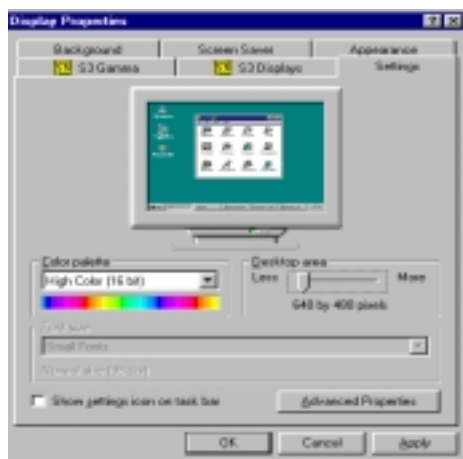 Display Properties
Background Screen Saver Appearance
S3 Gamma S3 Displays Settings
Color palette
High Color (16 bit)
Desktop area
Less More
640 by 480 pixels
Font size
Small Fonts
Show settings icon on task bar
Advanced Properties
OK Cancel Apply